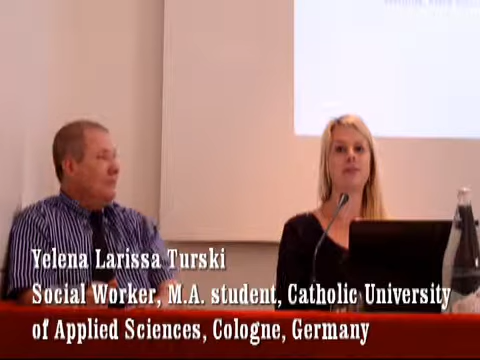 Yelena Larissa Turski
Social Worker, M.A. student, Catholic University
of Applied Sciences, Cologne, Germany